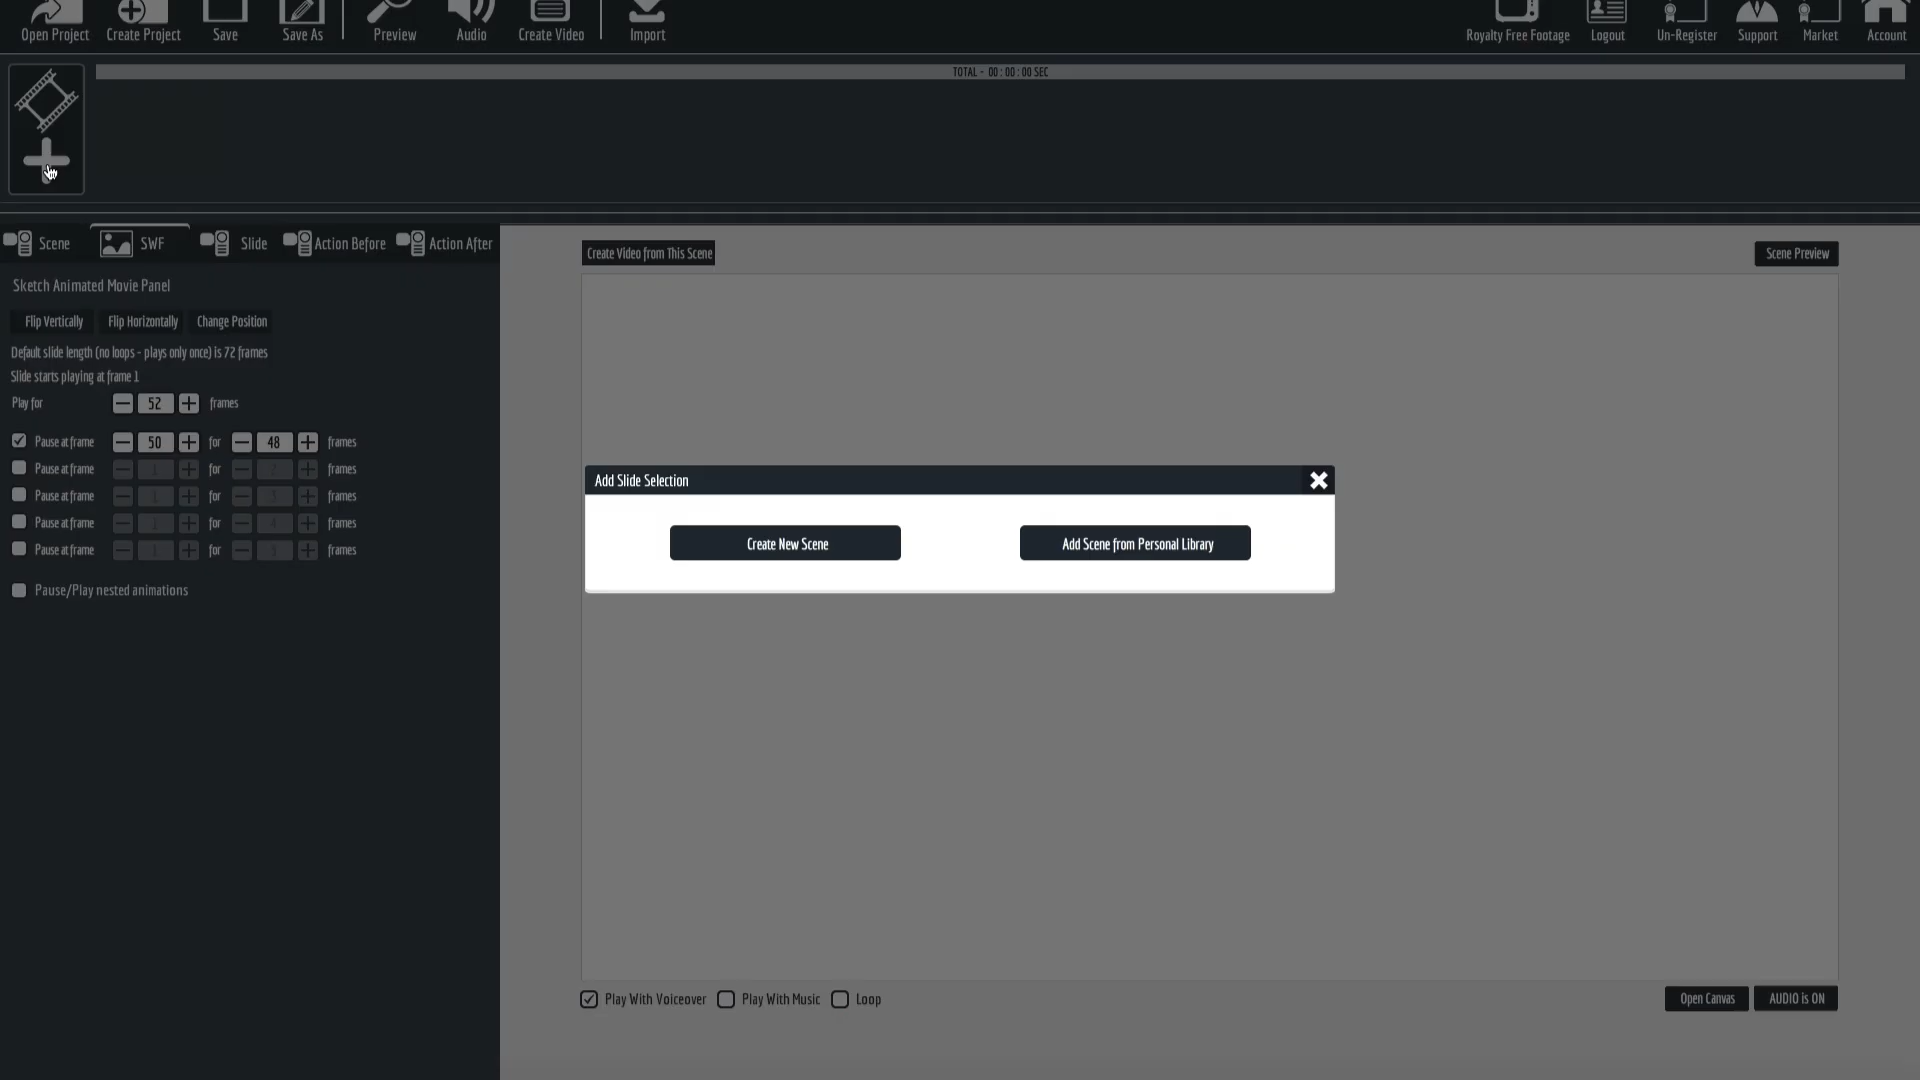 Open Project Create Project Save Save As Preview Audio Create Video Import Royalty Free Footage Logout Un-Register Support Market Account
TOTAL - 00 : 00 : 00 SEC
Scene SWF Slide Action Before Action After
Create Video from This Scene Scene Preview
Sketch Animated Movie Panel
Flip Vertically Flip Horizontally Change Position
Default slide length (no loops - plays only once) is 72 frames
Slide starts playing at frame 1
Play for 52 frames
Pause at frame 50 for 48 frames
Pause at frame for frames
Pause at frame for frames
Pause at frame for frames
Pause at frame for frames
Pause/Play nested animations
Add Slide Selection
Create New Scene Add Scene from Personal Library
Play With Voiceover Play With Music Loop Open Canvas AUDIO is ON